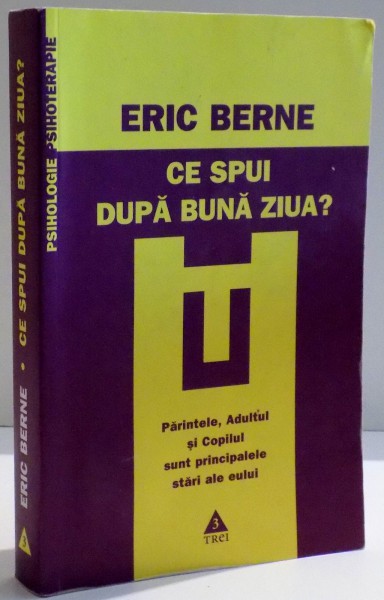 ERIC BERNE
CE SPUI
DUPĂ BUNĂ ZIUA?
Părintele, Adultul
și Copilul
sunt principalele
stări ale eului
3
TREI
PSIHOLOGIE PSIHOTERAPIE
ERIC BERNE • CE SPUI DUPĂ BUNĂ ZIUA?
3